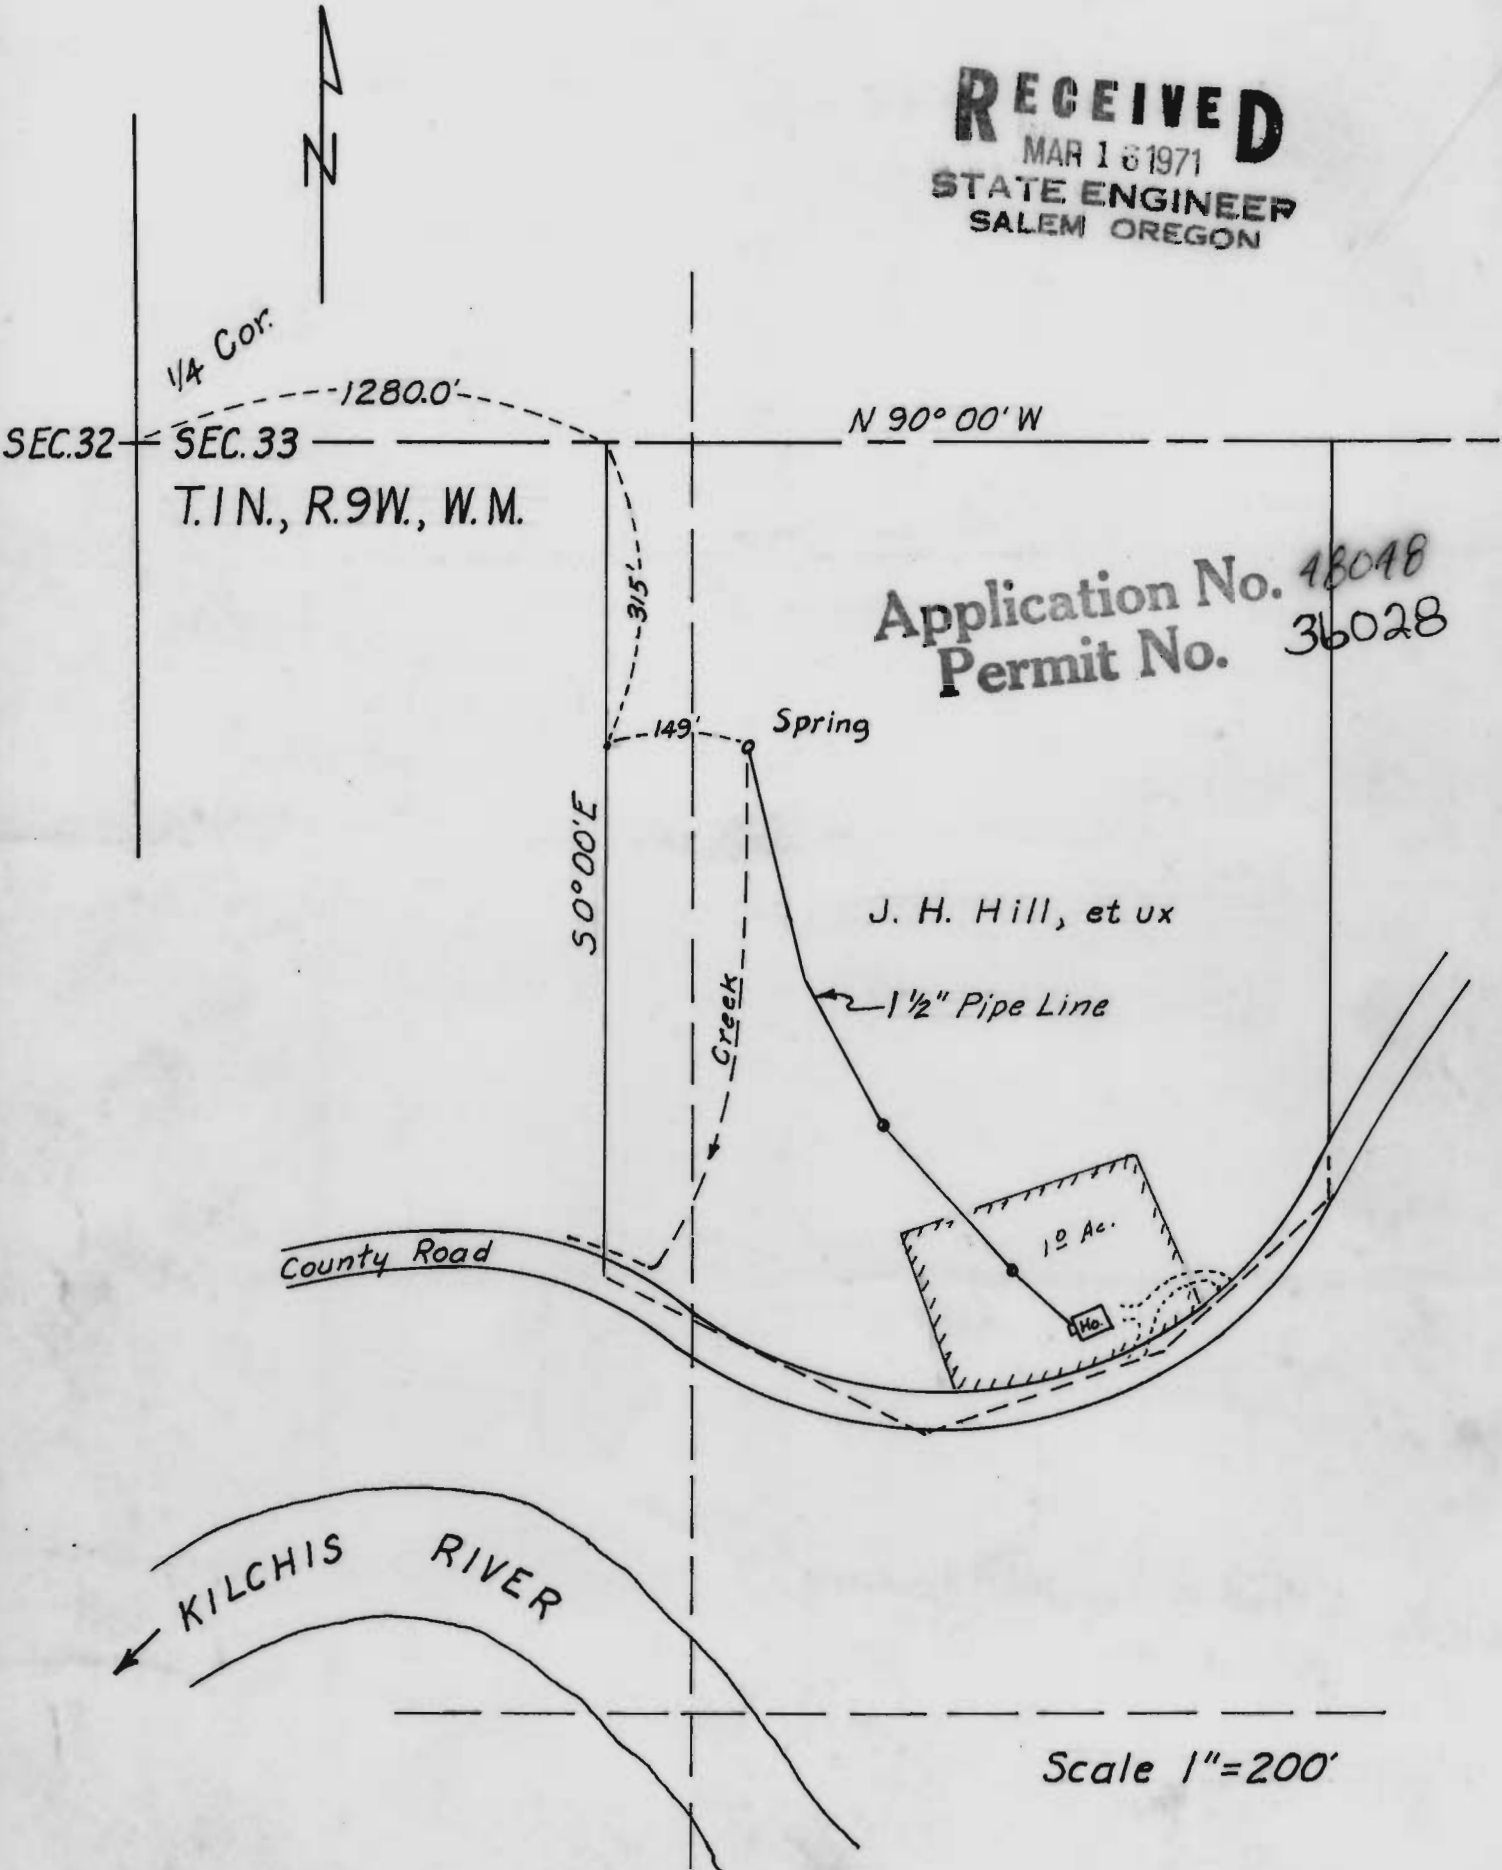 N
RECEIVED
MAR 16 1971
STATE ENGINEER
SALEM OREGON
1/4 Cor.
1280.0'
N 90° 00' W
SEC.32
SEC.33
T.1N., R.9W., W.M.
315'
Application No. 48048
Permit No. 36028
149'
Spring
S 0° 00' E
J. H. Hill, et ux
1½" Pipe Line
Creek
1.0 Ac.
County Road
Ho.
KILCHIS RIVER
Scale 1"=200'